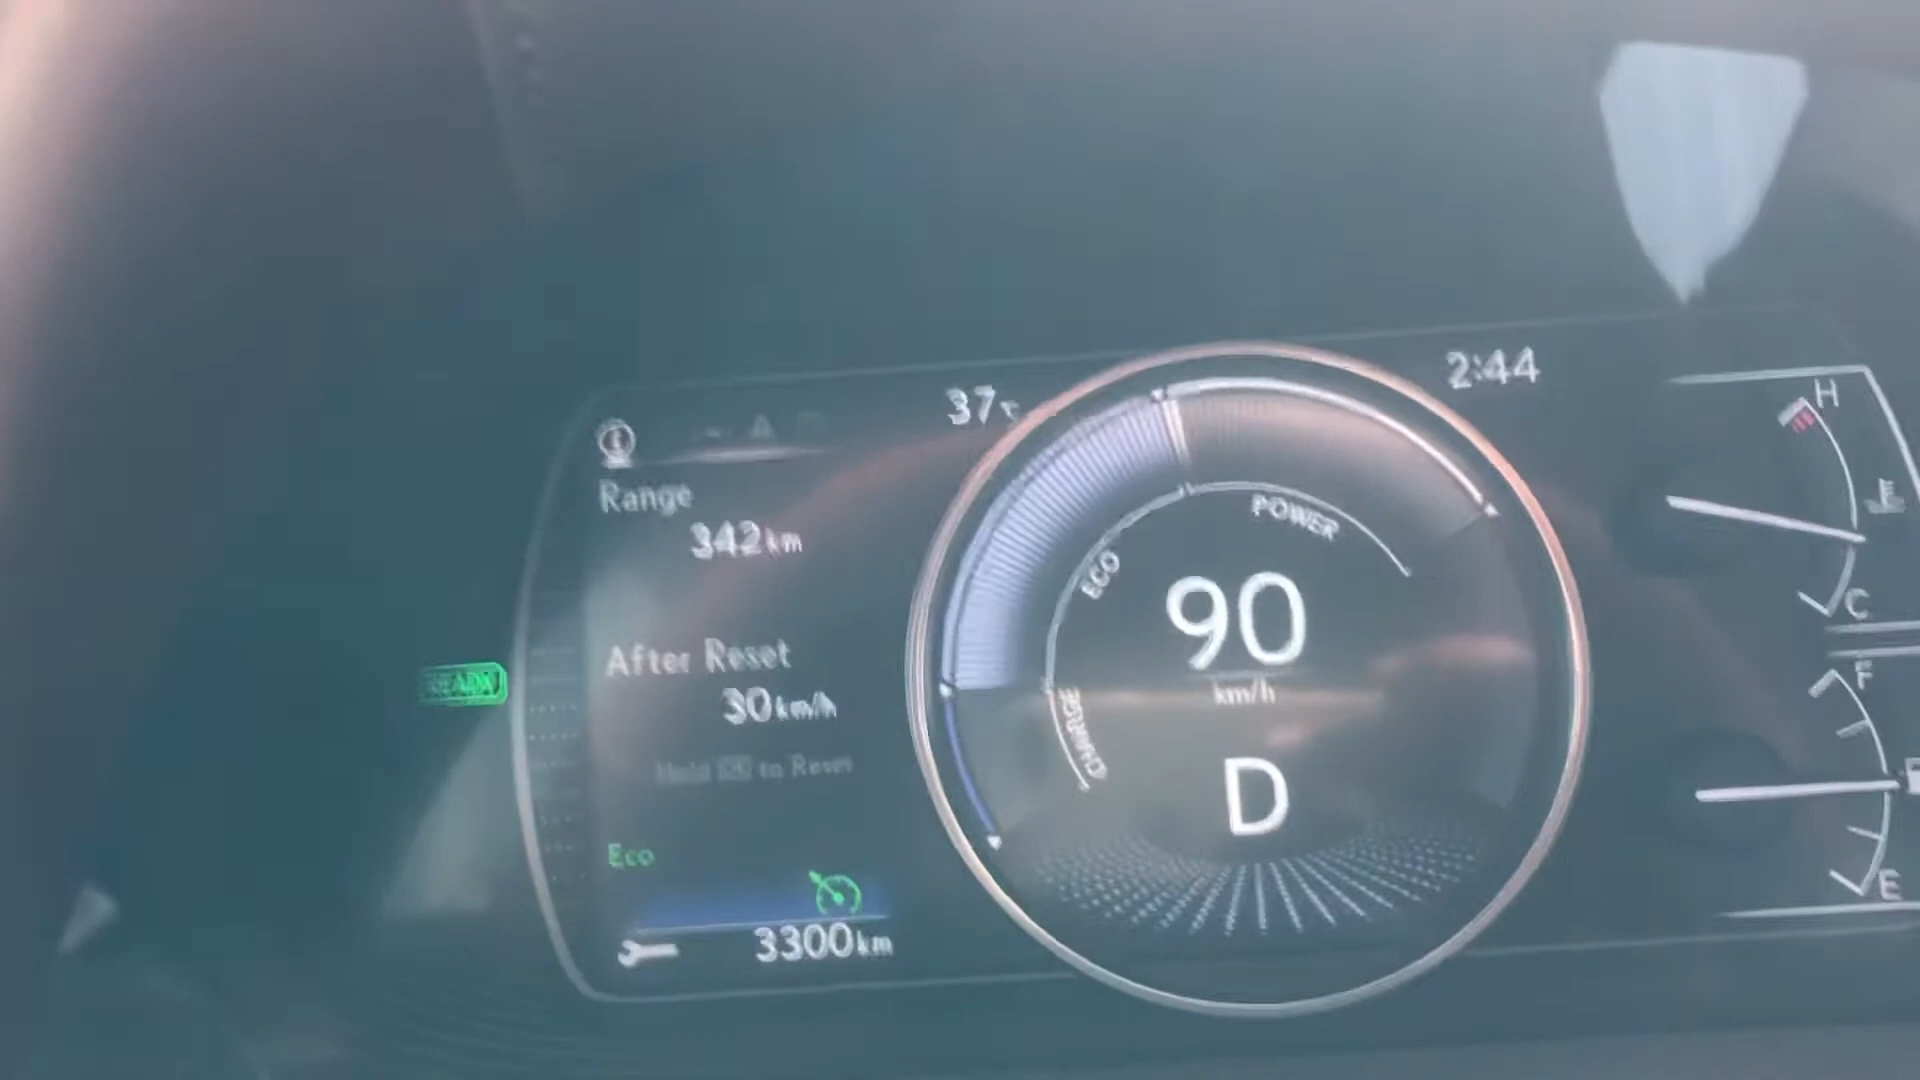 37°C
2:44
Range
342 km
After Reset
30 km/h
Hold OK to Reset
Eco
3300 km
READY
POWER
ECO
CHARGE
90
km/h
D
H
C
F
E